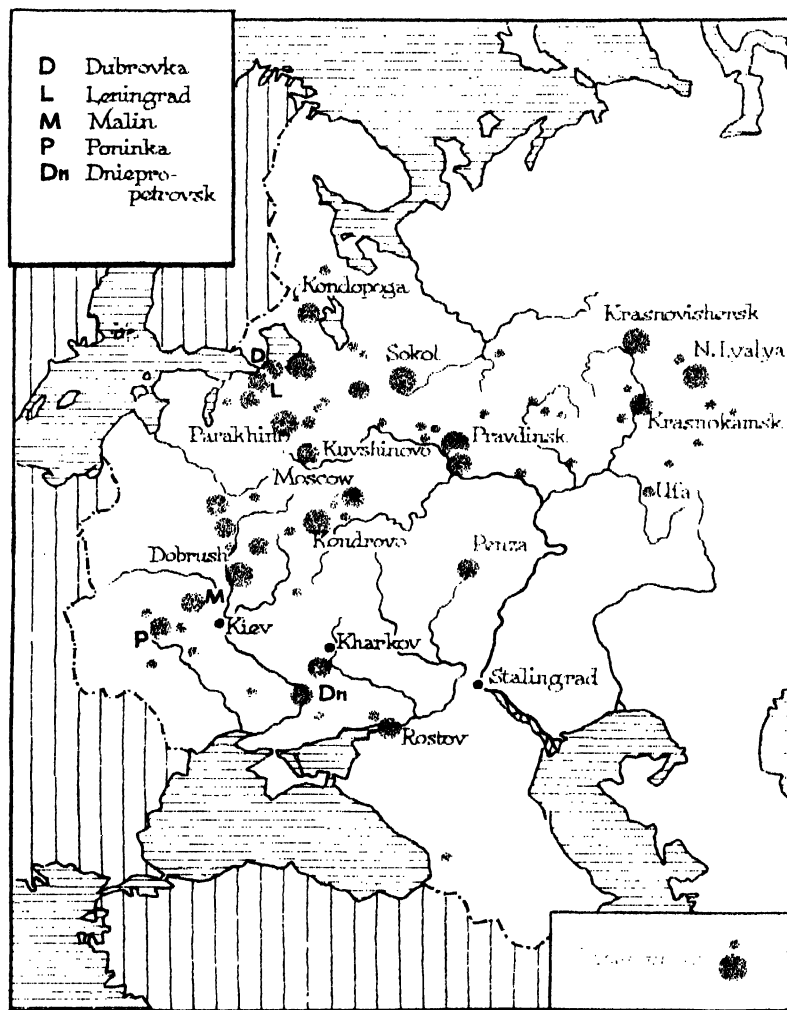 D Dubrovka
L Leningrad
M Malin
P Poninka
Dn Dniepro-
petrovsk
Kondopoga
Krasnovishersk
N. Lyalya
D
Sokol
L
Krasnokamsk
Parakhino
Kuvshinovo
Pravdinsk
Moscow
Ufa
Kondrovo
Penza
Dobrush
M
Kiev
P
Kharkov
Stalingrad
Dn
Rostov